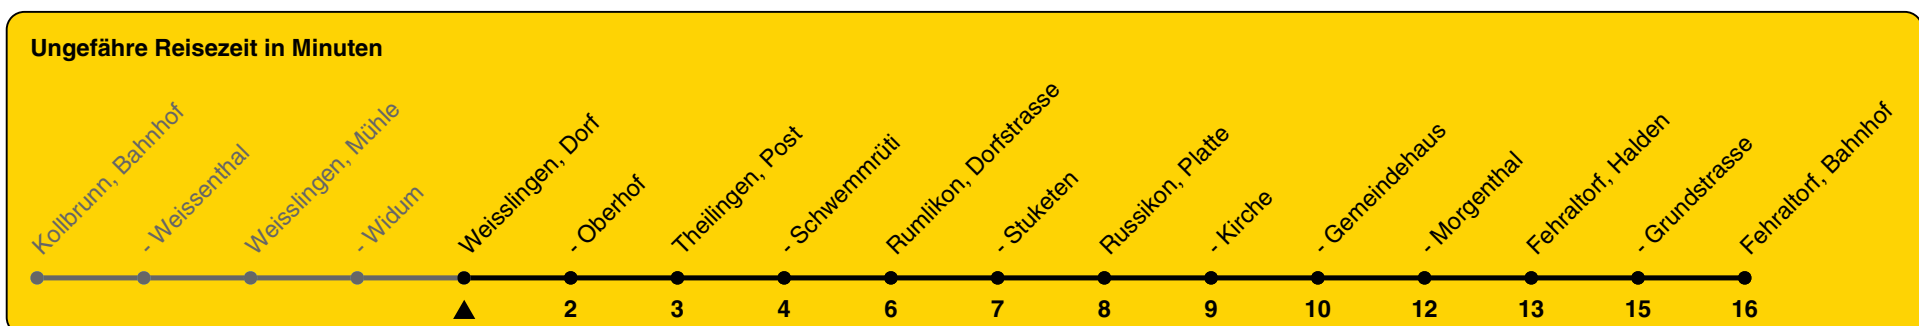 Ungefähre Reisezeit in Minuten
Kollbrunn, Bahnhof
- Weissenthal
Weisslingen, Mühle
- Widum
Weisslingen, Dorf
- Oberhof
Theilingen, Post
- Schwemmrüti
Rumlikon, Dorfstrasse
- Stuketen
Russikon, Platte
- Kirche
- Gemeindehaus
- Morgenthal
Fehraltorf, Halden
- Grundstrasse
Fehraltorf, Bahnhof
2 3 4 6 7 8 9 10 12 13 15 16